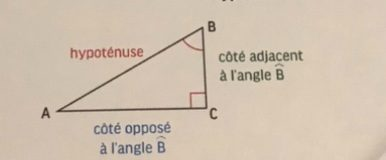 B
hypoténuse
côté adjacent
à l'angle B̂
A
C
côté opposé
à l'angle B̂